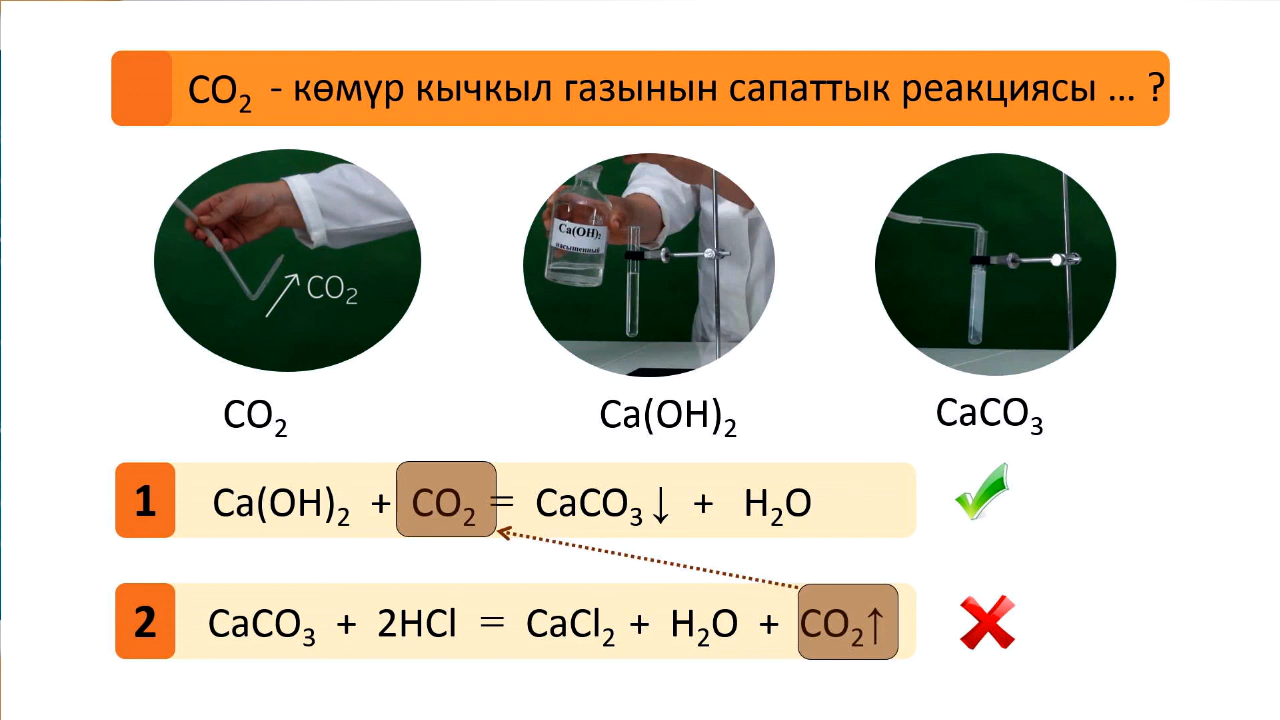 CO₂ - көмүр кычкыл газынын сапаттык реакциясы ... ?
CO₂
Ca(OH)₂
насыщенный
CO₂
Ca(OH)₂
CaCO₃
1 Ca(OH)₂ + CO₂ = CaCO₃↓ + H₂O
2 CaCO₃ + 2HCl = CaCl₂ + H₂O + CO₂↑